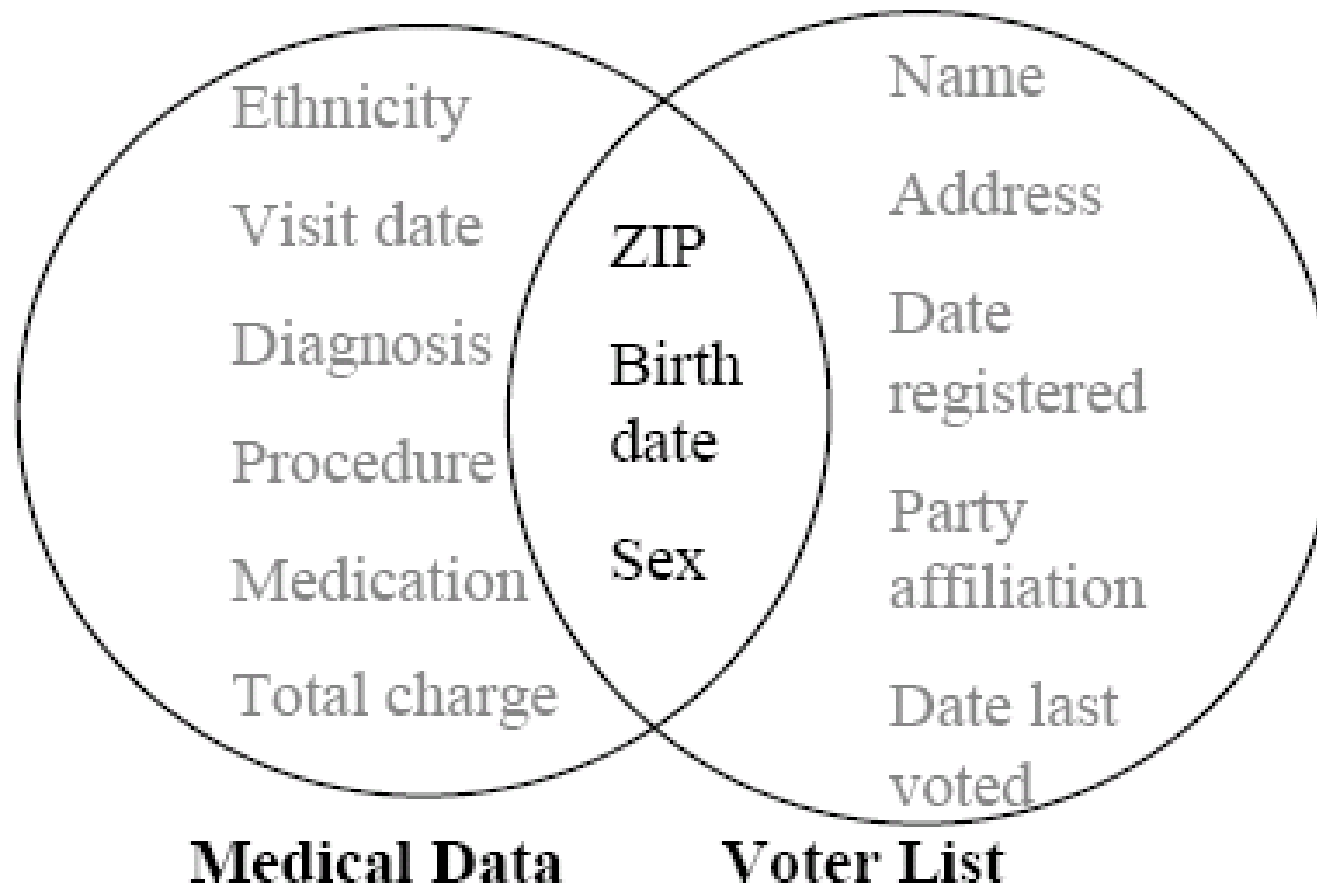 Ethnicity
Visit date
Diagnosis
Procedure
Medication
Total charge
ZIP
Birth
date
Sex
Name
Address
Date
registered
Party
affiliation
Date last
voted
Medical Data
Voter List